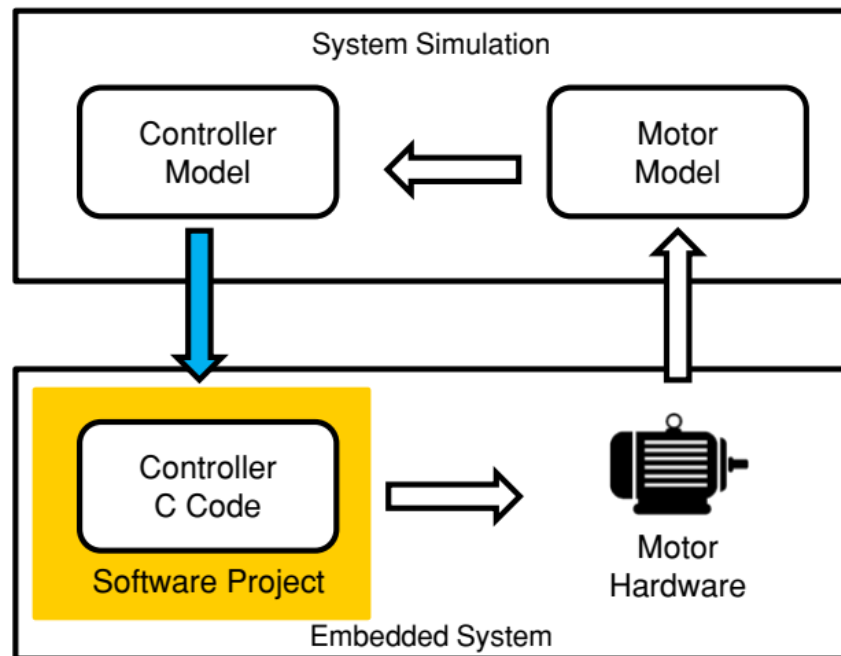 System Simulation
Controller
Model
Motor
Model
Controller
C Code
Software Project
Motor
Hardware
Embedded System